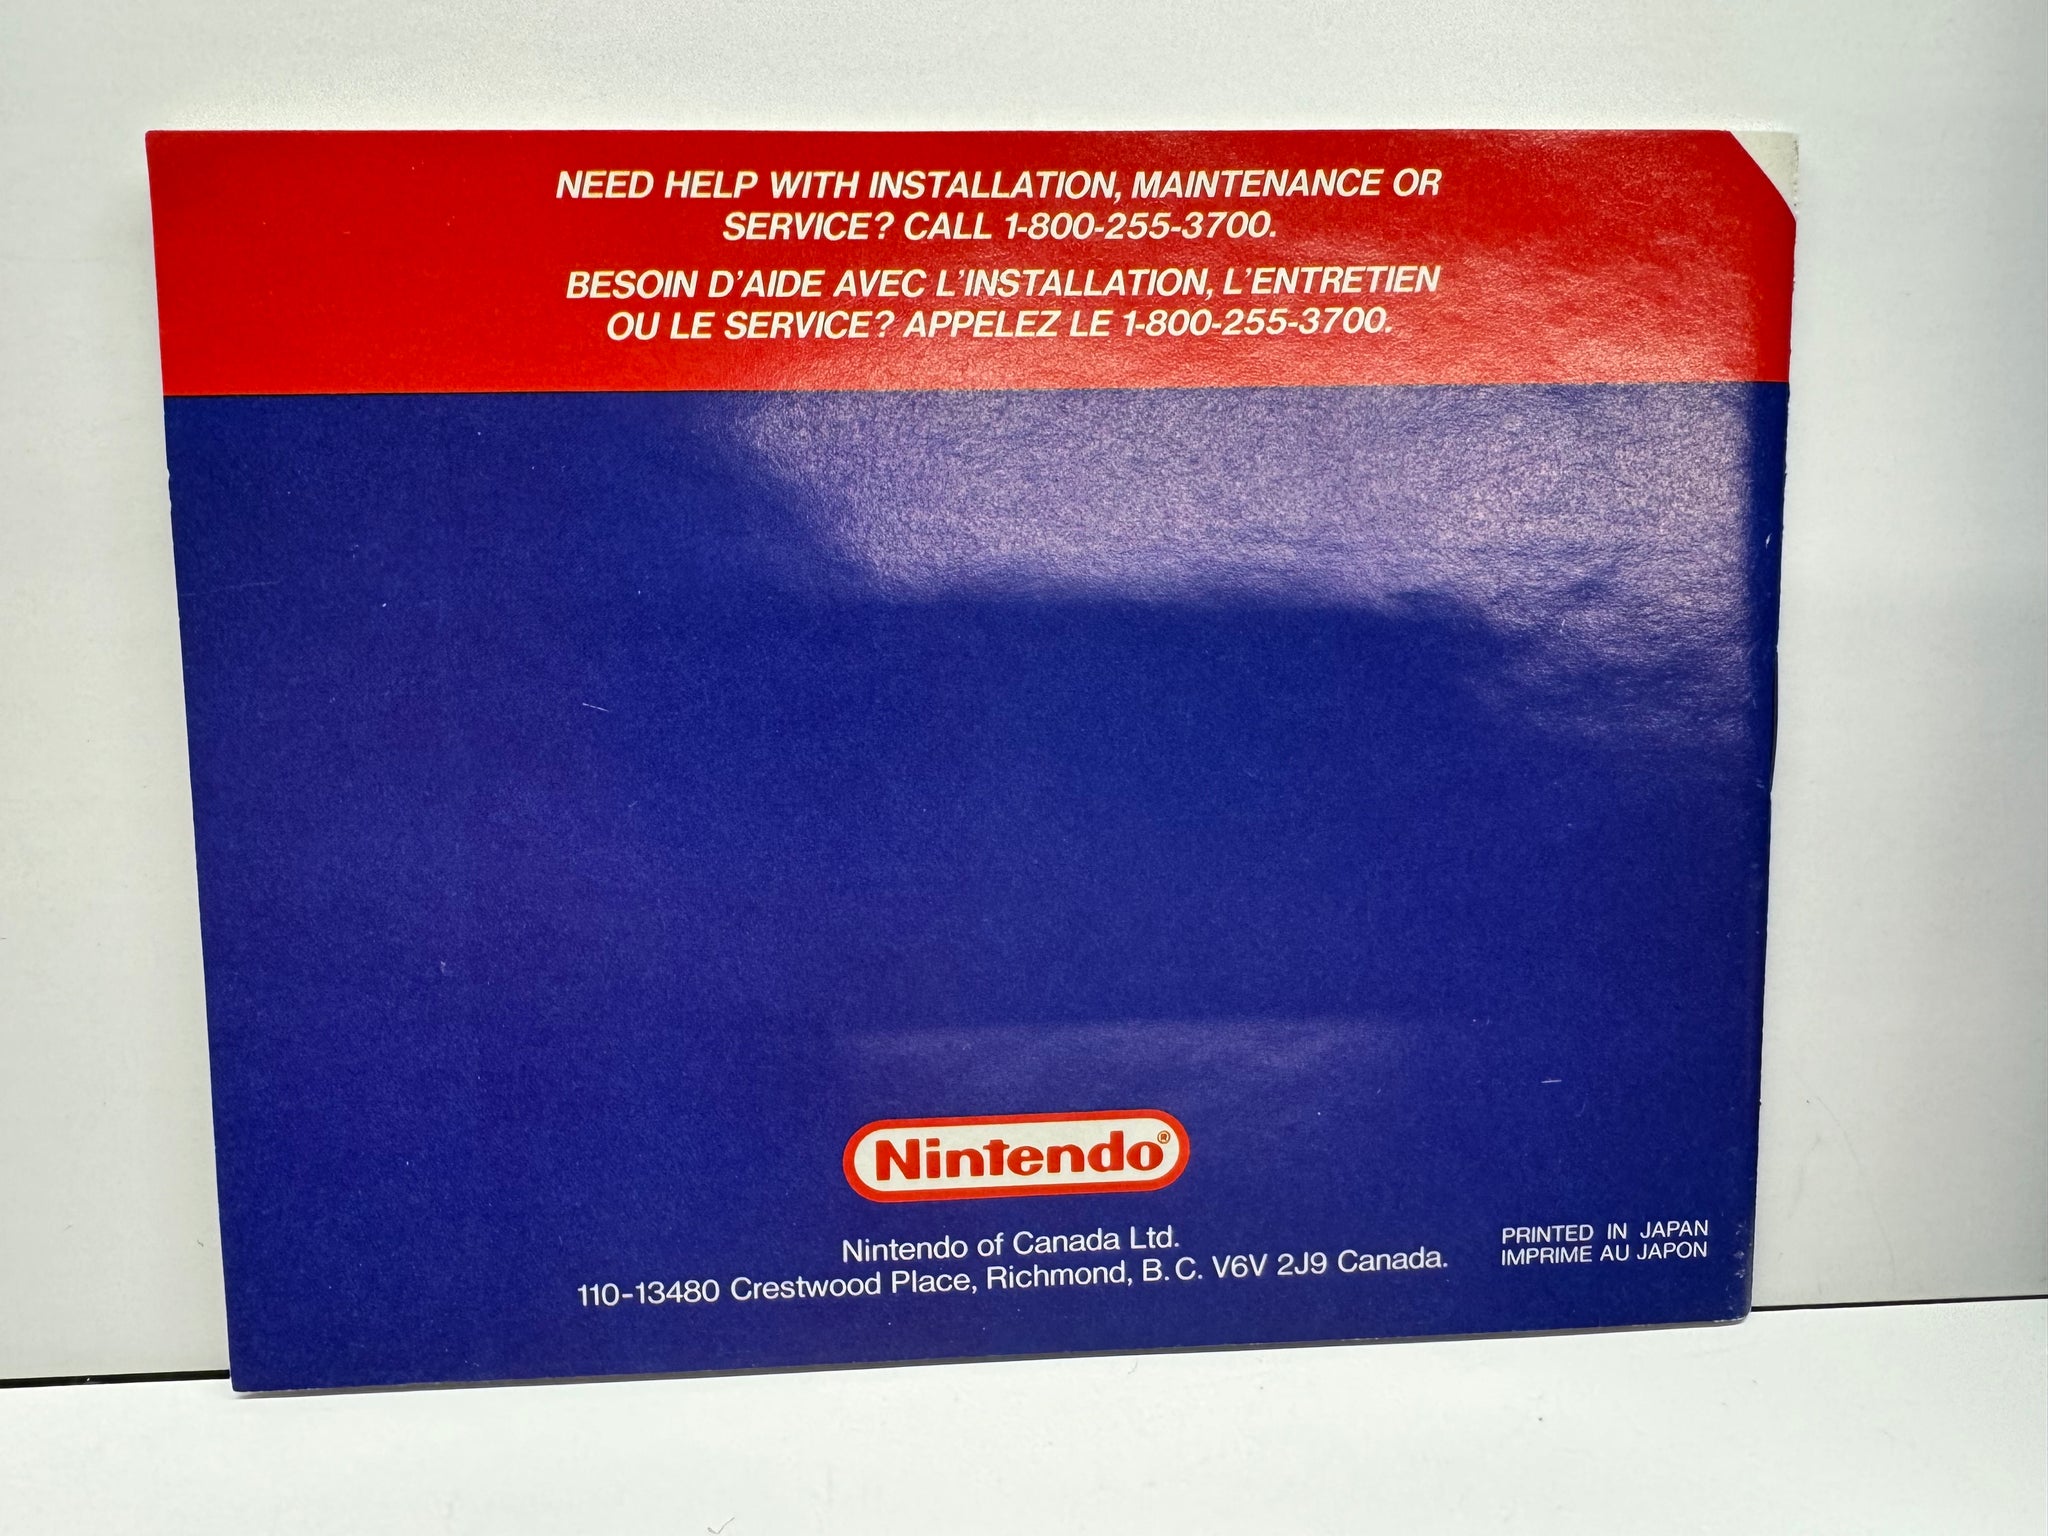 NEED HELP WITH INSTALLATION, MAINTENANCE OR
SERVICE? CALL 1-800-255-3700.
BESOIN D'AIDE AVEC L'INSTALLATION, L'ENTRETIEN
OU LE SERVICE? APPELEZ LE 1-800-255-3700.
Nintendo®
Nintendo of Canada Ltd.
110-13480 Crestwood Place, Richmond, B.C. V6V 2J9 Canada.
PRINTED IN JAPAN
IMPRIME AU JAPON